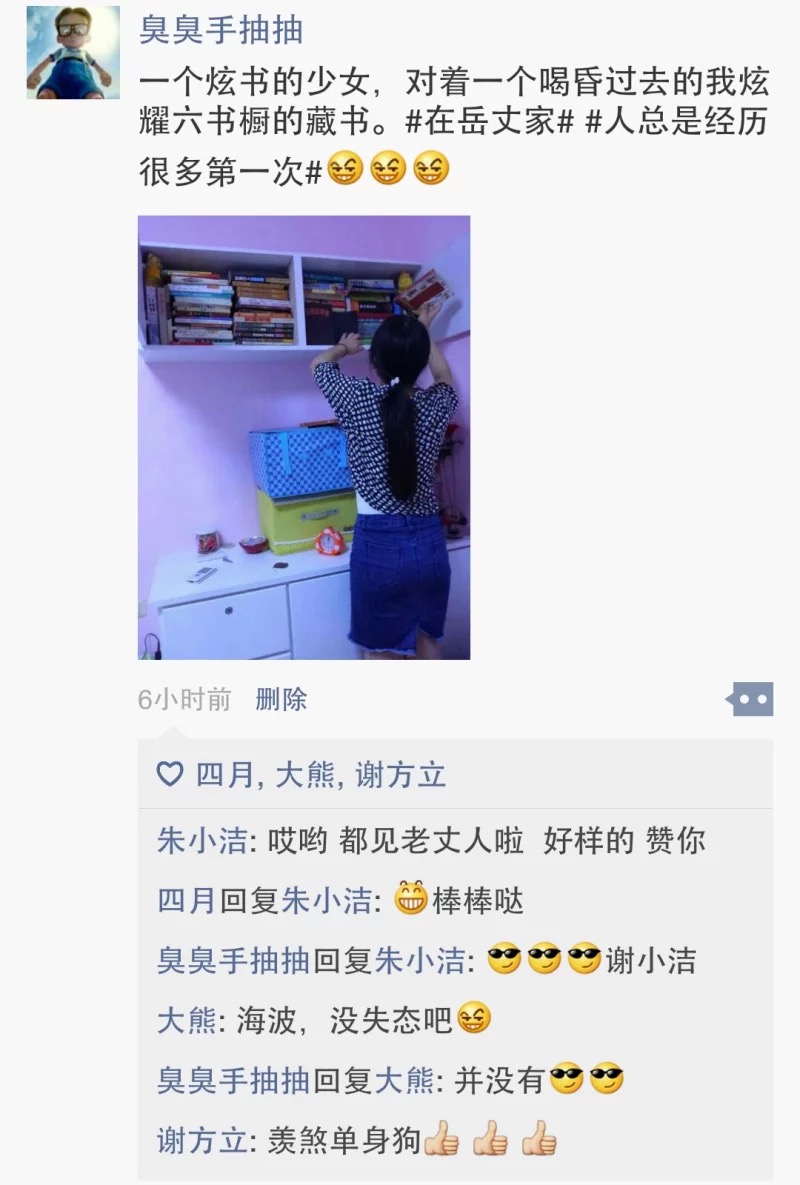 臭臭手抽抽
一个炫书的少女，对着一个喝昏过去的我炫
耀六书橱的藏书。#在岳丈家# #人总是经历
很多第一次#😏😏😏
6小时前 删除
四月, 大熊, 谢方立
朱小洁: 哎哟 都见老丈人啦 好样的 赞你
四月回复朱小洁: 😁棒棒哒
臭臭手抽抽回复朱小洁: 😎😎😎谢小洁
大熊: 海波，没失态吧😏
臭臭手抽抽回复大熊: 并没有😎😎
谢方立: 羡煞单身狗👍👍👍